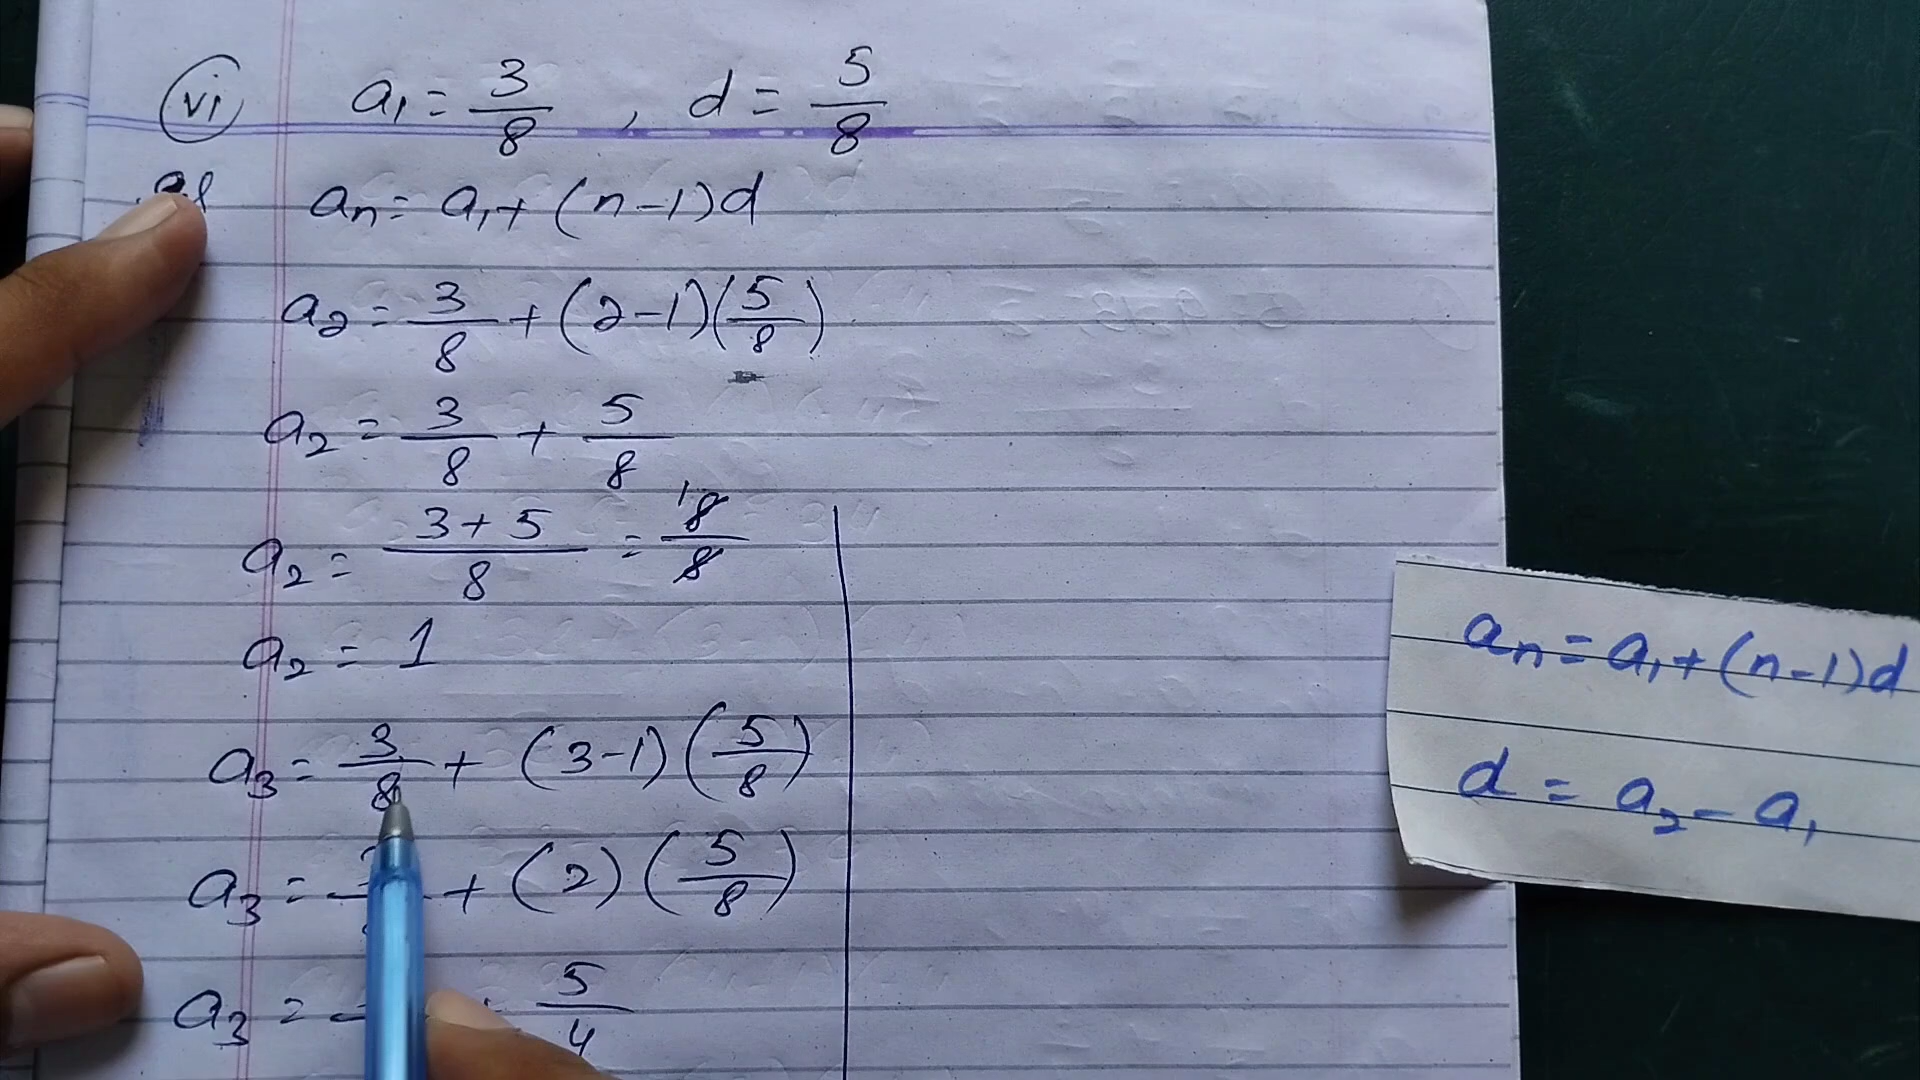 (vi) a₁ = 3/8 , d = 5/8
aₙ = a₁ + (n-1)d
a₂ = 3/8 + (2-1)(5/8)
a₂ = 3/8 + 5/8
a₂ = 3+5/8 = 8/8 1
a₂ = 1
a₃ = 3/8 + (3-1)(5/8)
a₃ = + (2)(5/8)
a₃ = 5/4
aₙ = a₁ + (n-1)d
d = a₂ - a₁